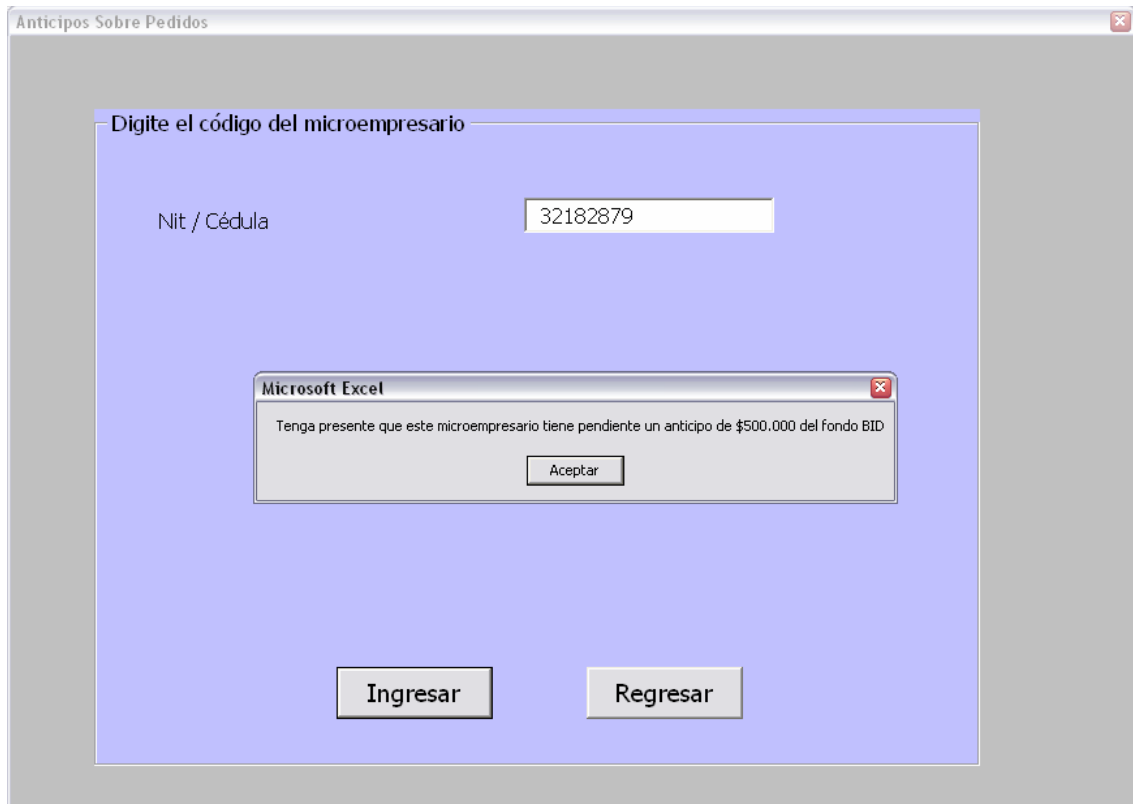 Anticipos Sobre Pedidos
Digite el código del microempresario
Nit / Cédula
32182879
Microsoft Excel
Tenga presente que este microempresario tiene pendiente un anticipo de $500.000 del fondo BID
Aceptar
Ingresar
Regresar